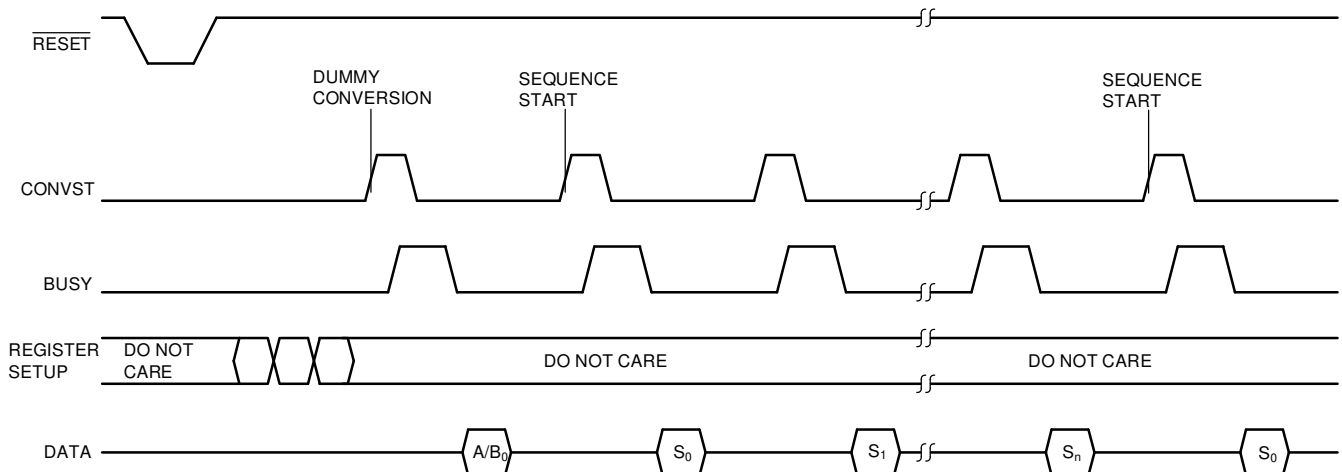 RESET
DUMMY
CONVERSION
SEQUENCE
START
SEQUENCE
START
CONVST
BUSY
REGISTER
SETUP
DO NOT
CARE
DO NOT CARE
DO NOT CARE
DATA
A/B0
S0
S1
Sn
S0